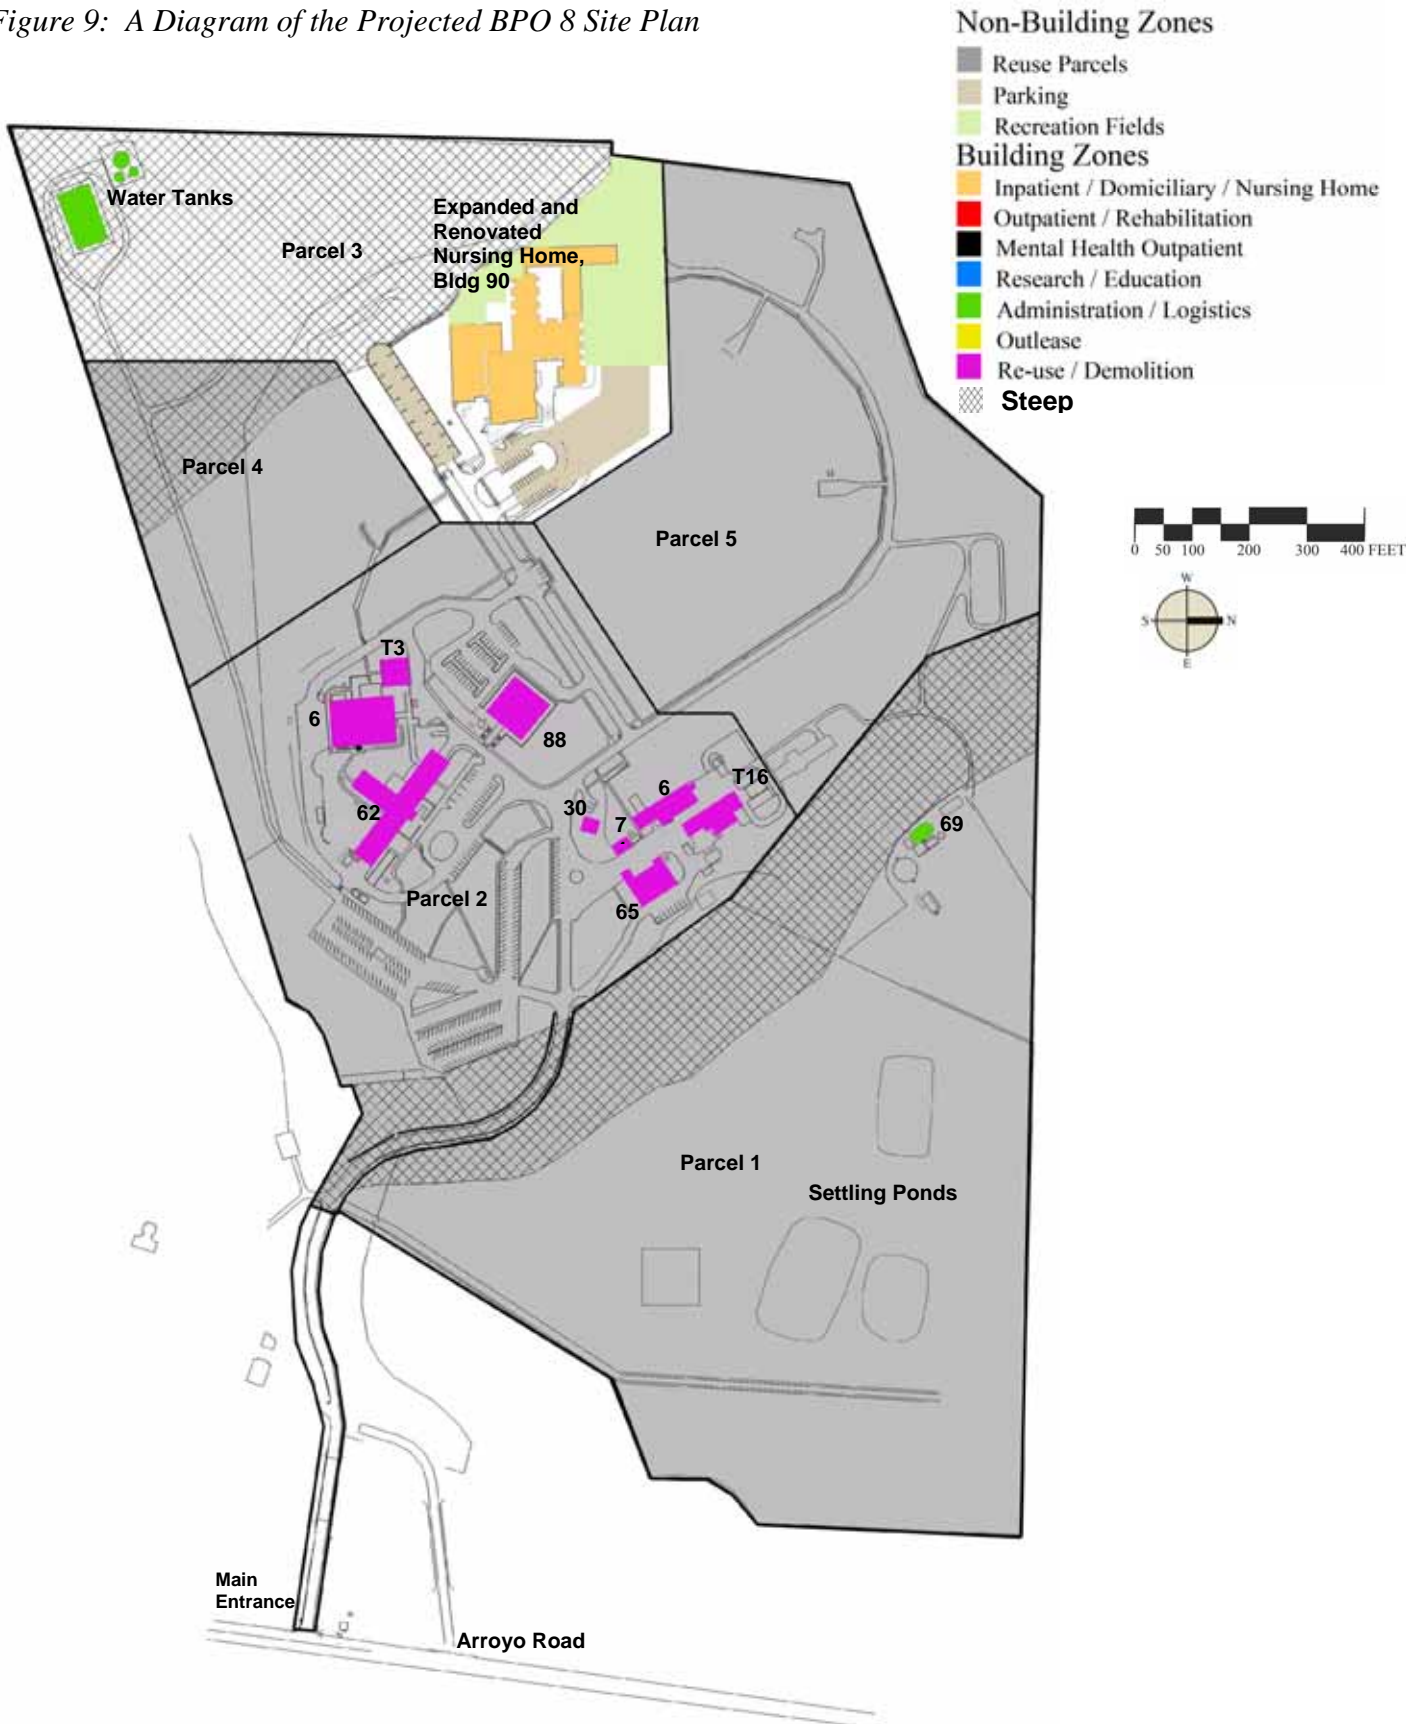 Figure 9: A Diagram of the Projected BPO 8 Site Plan
Non-Building Zones
Reuse Parcels
Parking
Recreation Fields
Building Zones
Inpatient / Domiciliary / Nursing Home
Outpatient / Rehabilitation
Mental Health Outpatient
Research / Education
Administration / Logistics
Outlease
Re-use / Demolition
Steep
Water Tanks
Expanded and
Renovated
Nursing Home,
Bldg 90
Parcel 3
Parcel 4
Parcel 5
0 50 100 200 300 400 FEET
W
S N
E
T3
6
88
62
30
7
6
T16
65
69
Parcel 2
Parcel 1
Settling Ponds
Main
Entrance
Arroyo Road